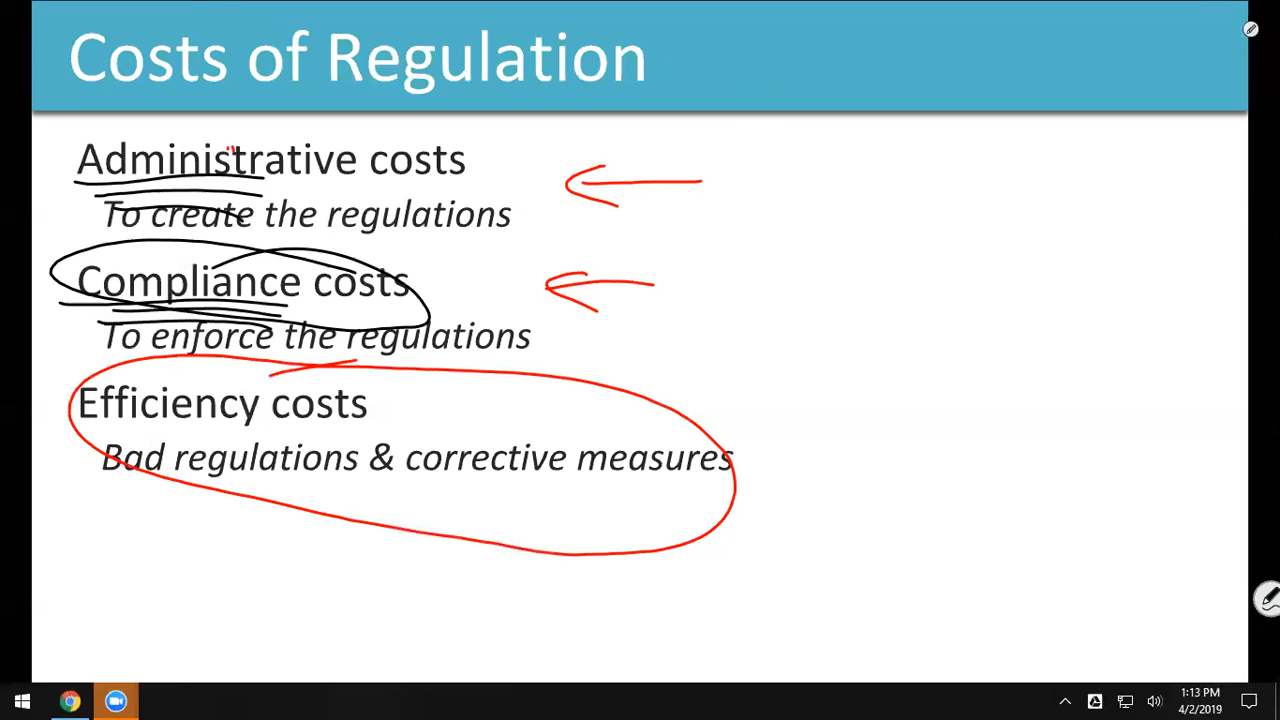 Costs of Regulation
Administrative costs
To create the regulations
Compliance costs
To enforce the regulations
Efficiency costs
Bad regulations & corrective measures
1:13 PM
4/2/2019